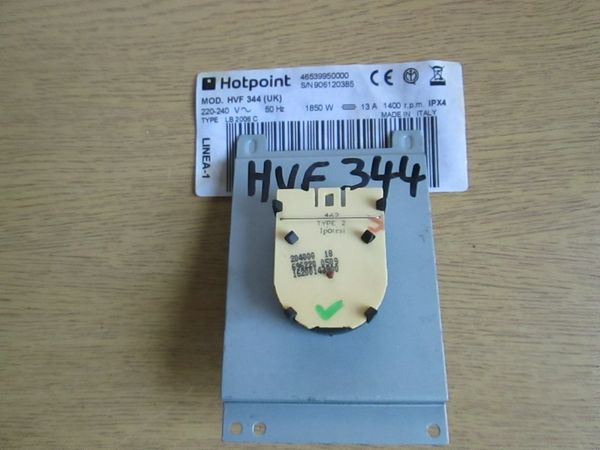 Hotpoint
46539950000
S/N 906120385
MOD. HVF 344 (UK)
220-240 V~ 50 Hz 1850 W 13 A 1400 r.p.m. IPX4
TYPE LB 2006 C MADE IN ITALY
LINEA-1
HVF 344
TYPE 2
204000 18